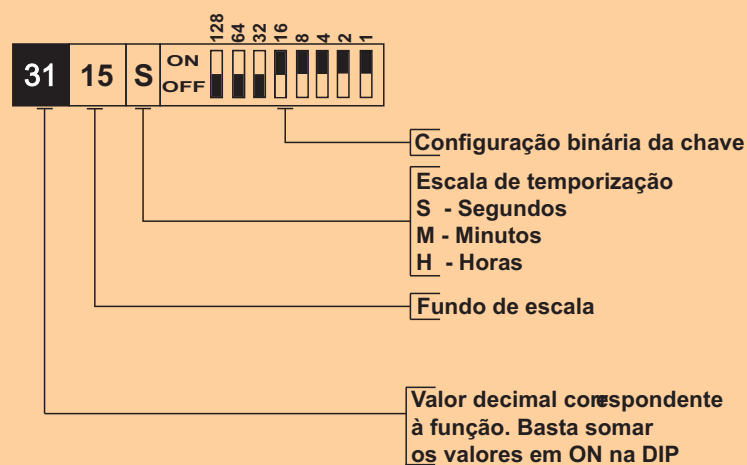 128 64 32 16 8 4 2 1
31 15 S ON
OFF
Configuração binária da chave
Escala de temporização
S - Segundos
M - Minutos
H - Horas
Fundo de escala
Valor decimal correspondente
à função. Basta somar
os valores em ON na DIP